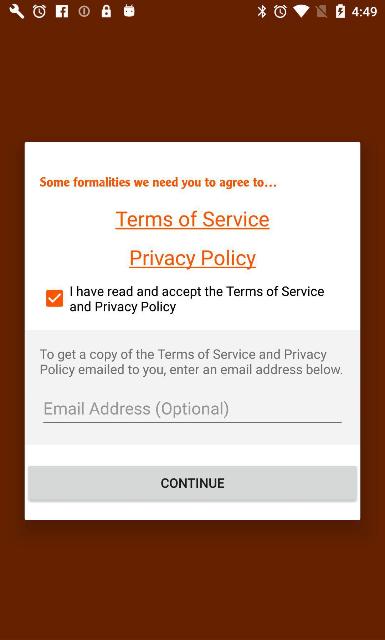 4:49
Some formalities we need you to agree to...
Terms of Service
Privacy Policy
I have read and accept the Terms of Service
and Privacy Policy
To get a copy of the Terms of Service and Privacy
Policy emailed to you, enter an email address below.
Email Address (Optional)
CONTINUE